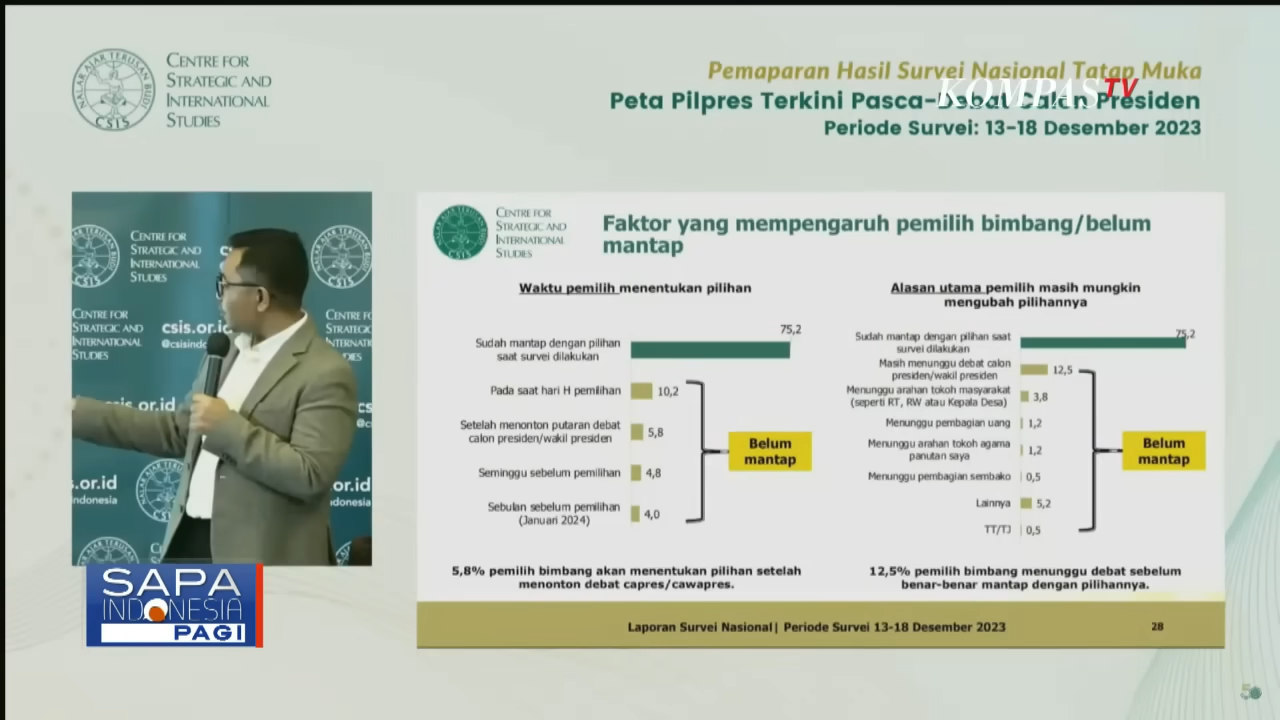 CENTRE FOR
STRATEGIC AND
INTERNATIONAL
STUDIES
NALAR AJAR TERUSAN BUDI
CSIS
Pemaparan Hasil Survei Nasional Tatap Muka
KOMPAS TV
Peta Pilpres Terkini Pasca-Debat Calon Presiden
Periode Survei: 13-18 Desember 2023
CENTRE FOR
STRATEGIC AND
INTERNATIONAL
STUDIES
CSIS
csis.or.id
@csisindo
CENTRE FOR
STRATEGIC AND
INTERNATIONAL
STUDIES
.or.id
ndonesia
CENTRE FOR
STRATEGIC AND
INTERNATIONAL
STUDIES
Faktor yang mempengaruh pemilih bimbang/belum
mantap
Waktu pemilih menentukan pilihan
75,2
Sudah mantap dengan pilihan
saat survei dilakukan
Pada saat hari H pemilihan
10,2
Setelah menonton putaran debat
calon presiden/wakil presiden
5,8
Seminggu sebelum pemilihan
4,8
Sebulan sebelum pemilihan
(Januari 2024)
4,0
Belum
mantap
5,8% pemilih bimbang akan menentukan pilihan setelah
menonton debat capres/cawapres.
Alasan utama pemilih masih mungkin
mengubah pilihannya
Sudah mantap dengan pilihan saat
survei dilakukan
75,2
Masih menunggu debat calon
presiden/wakil presiden
12,5
Menunggu arahan tokoh masyarakat
(seperti RT, RW atau Kepala Desa)
3,8
Menunggu pembagian uang
1,2
Menunggu arahan tokoh agama
panutan saya
1,2
Menunggu pembagian sembako
0,5
Lainnya
5,2
TT/TJ
0,5
Belum
mantap
12,5% pemilih bimbang menunggu debat sebelum
benar-benar mantap dengan pilihannya.
Laporan Survei Nasional| Periode Survei 13-18 Desember 2023
28
SAPA
INDONESIA
PAGI